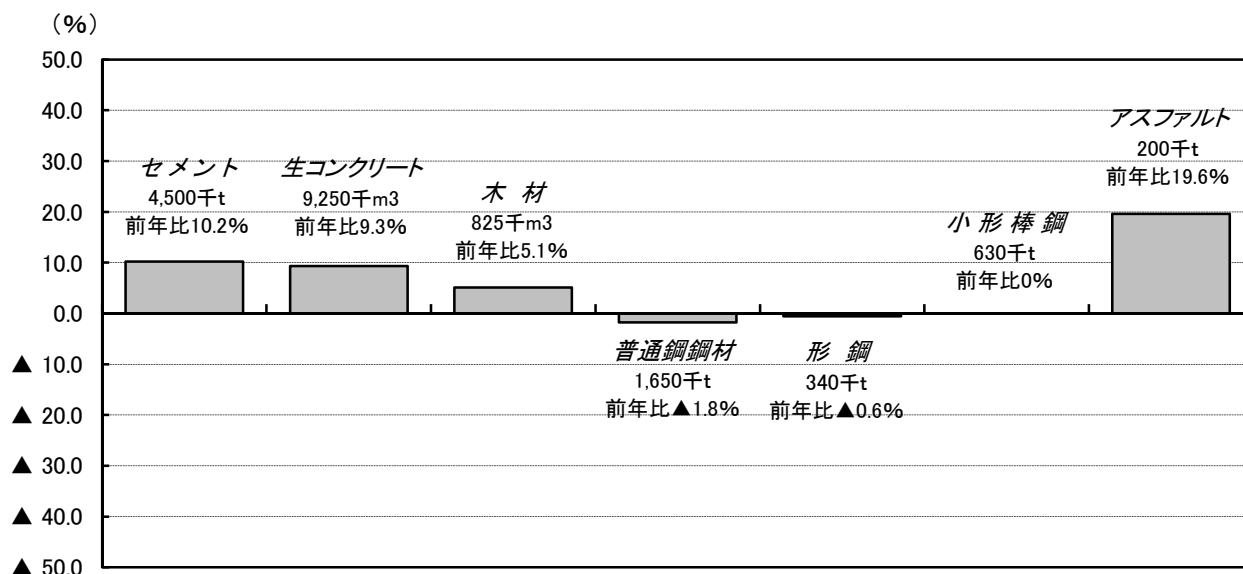 (%)
50.0
40.0
30.0
20.0
10.0
0.0
▲ 10.0
▲ 20.0
▲ 30.0
▲ 40.0
▲ 50.0
セメント
4,500千t
前年比10.2%
生コンクリート
9,250千m3
前年比9.3%
木 材
825千m3
前年比5.1%
普通鋼鋼材
1,650千t
前年比▲1.8%
形 鋼
340千t
前年比▲0.6%
小 形 棒 鋼
630千t
前年比0%
アスファルト
200千t
前年比19.6%